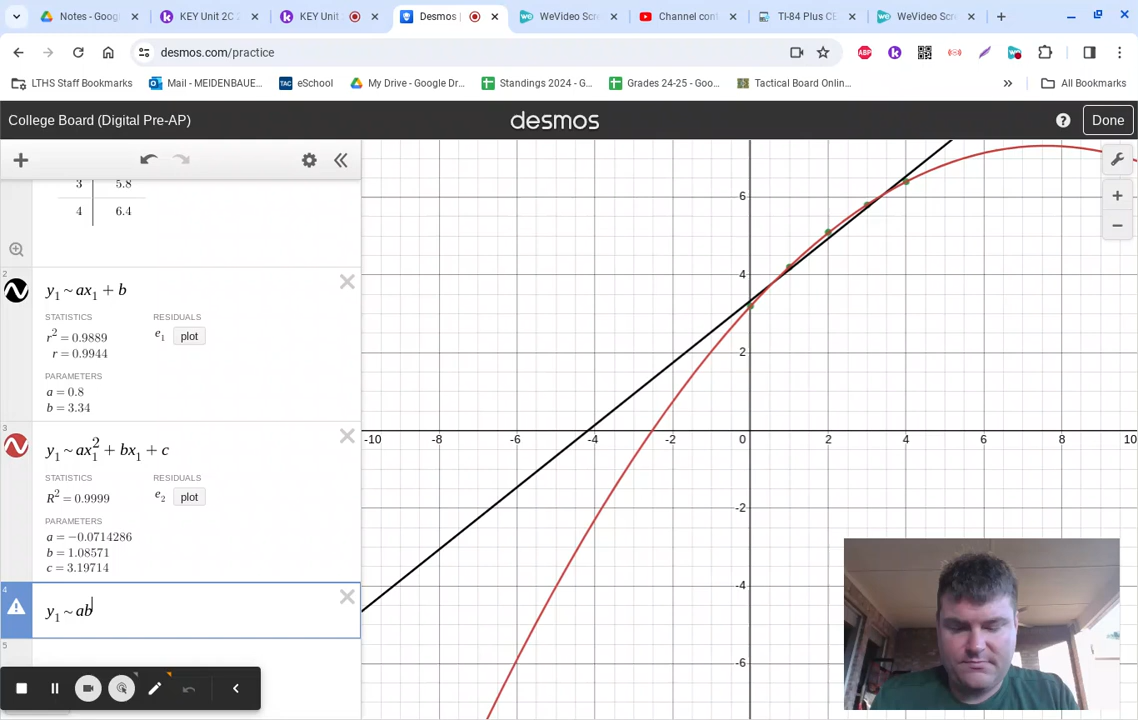 Notes - Goog
KEY Unit 2C
KEY Unit
Desmos
WeVideo Scre
Channel cont
TI-84 Plus CE
WeVideo Scre
desmos.com/practice
ABP
LTHS Staff Bookmarks
Mail - MEIDENBAUE...
TAC eSchool
My Drive - Google Dr...
Standings 2024 - G...
Grades 24-25 - Goo...
Tactical Board Onlin...
»
All Bookmarks
College Board (Digital Pre-AP)
desmos
Done
3 5.8
4 6.4
2
y₁ ~ ax₁ + b
STATISTICS RESIDUALS
r² = 0.9889 e₁ plot
r = 0.9944
PARAMETERS
a = 0.8
b = 3.34
3
y₁ ~ ax₁² + bx₁ + c
STATISTICS RESIDUALS
R² = 0.9999 e₂ plot
PARAMETERS
a = −0.0714286
b = 1.08571
c = 3.19714
4
y₁ ~ ab
5
6
4
2
-10 -8 -6 -4 -2 0 2 4 6 8 10
-2
-4
-6